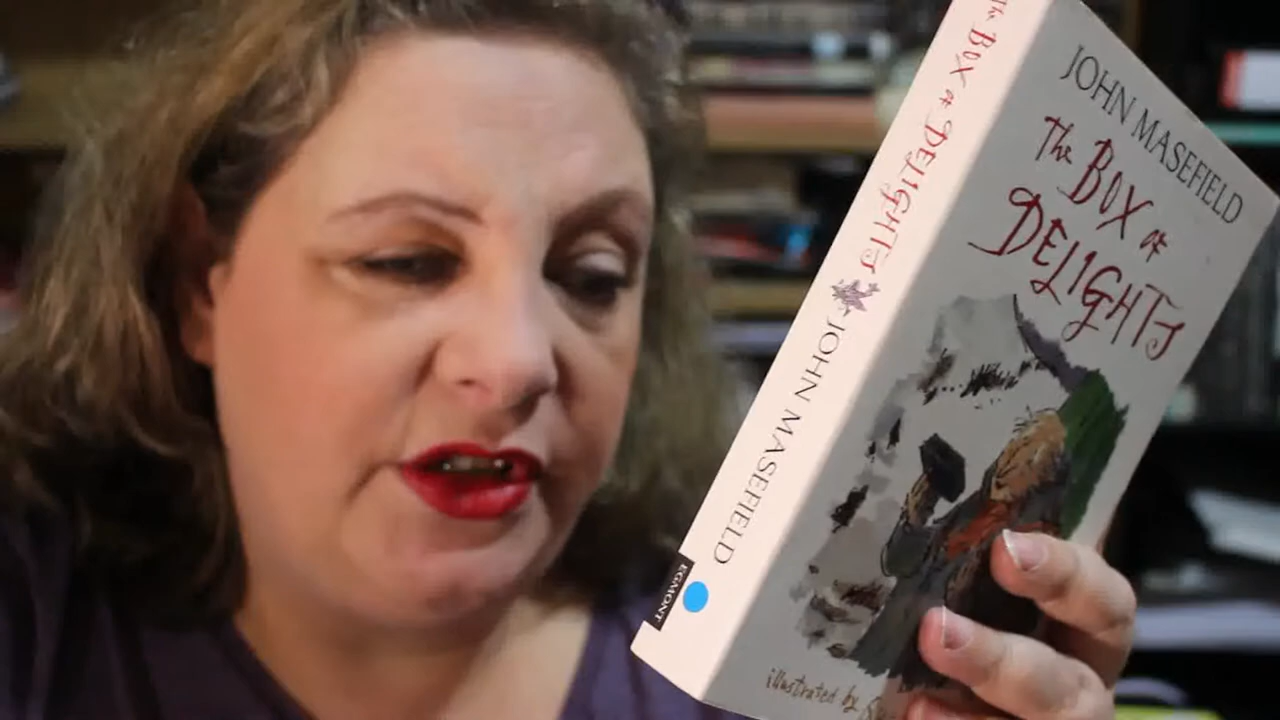 The BOX of DELIGHTS JOHN MASEFIELD
EGMONT
JOHN MASEFIELD
The BOX OF
DELIGHTS
illustrated by